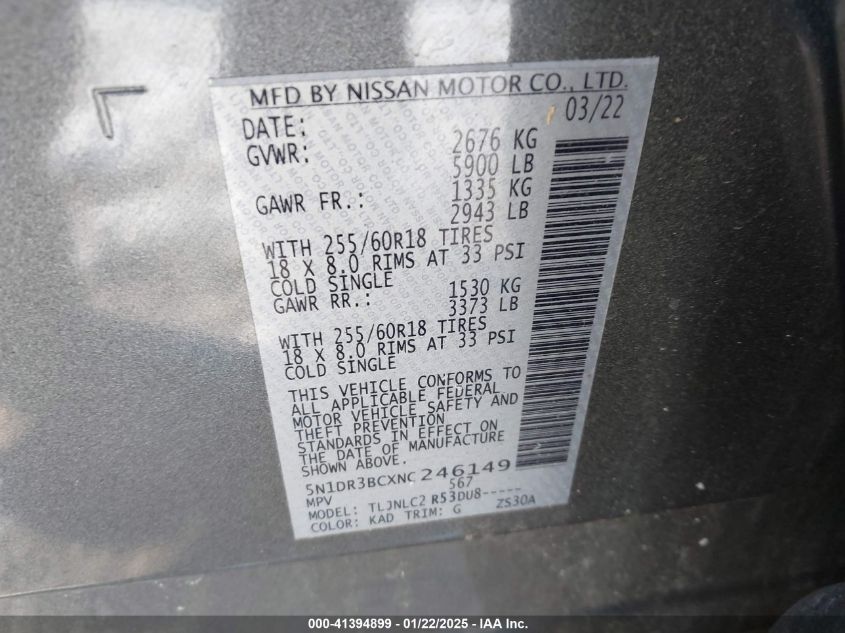 MFD BY NISSAN MOTOR CO., LTD.
DATE: 03/22
GVWR: 2676 KG
5900 LB
GAWR FR.: 1335 KG
2943 LB
WITH 255/60R18 TIRES
18 X 8.0 RIMS AT 33 PSI
COLD SINGLE
GAWR RR.: 1530 KG
3373 LB
WITH 255/60R18 TIRES
18 X 8.0 RIMS AT 33 PSI
COLD SINGLE
THIS VEHICLE CONFORMS TO
ALL APPLICABLE FEDERAL
MOTOR VEHICLE SAFETY AND
THEFT PREVENTION
STANDARDS IN EFFECT ON
THE DATE OF MANUFACTURE
SHOWN ABOVE.
5N1DR3BCXNC246149
MPV 567
MODEL: TLJNLC2 R53DU8-----
COLOR: KAD TRIM: G ZS30A
000-41394899 - 01/22/2025 - IAA Inc.